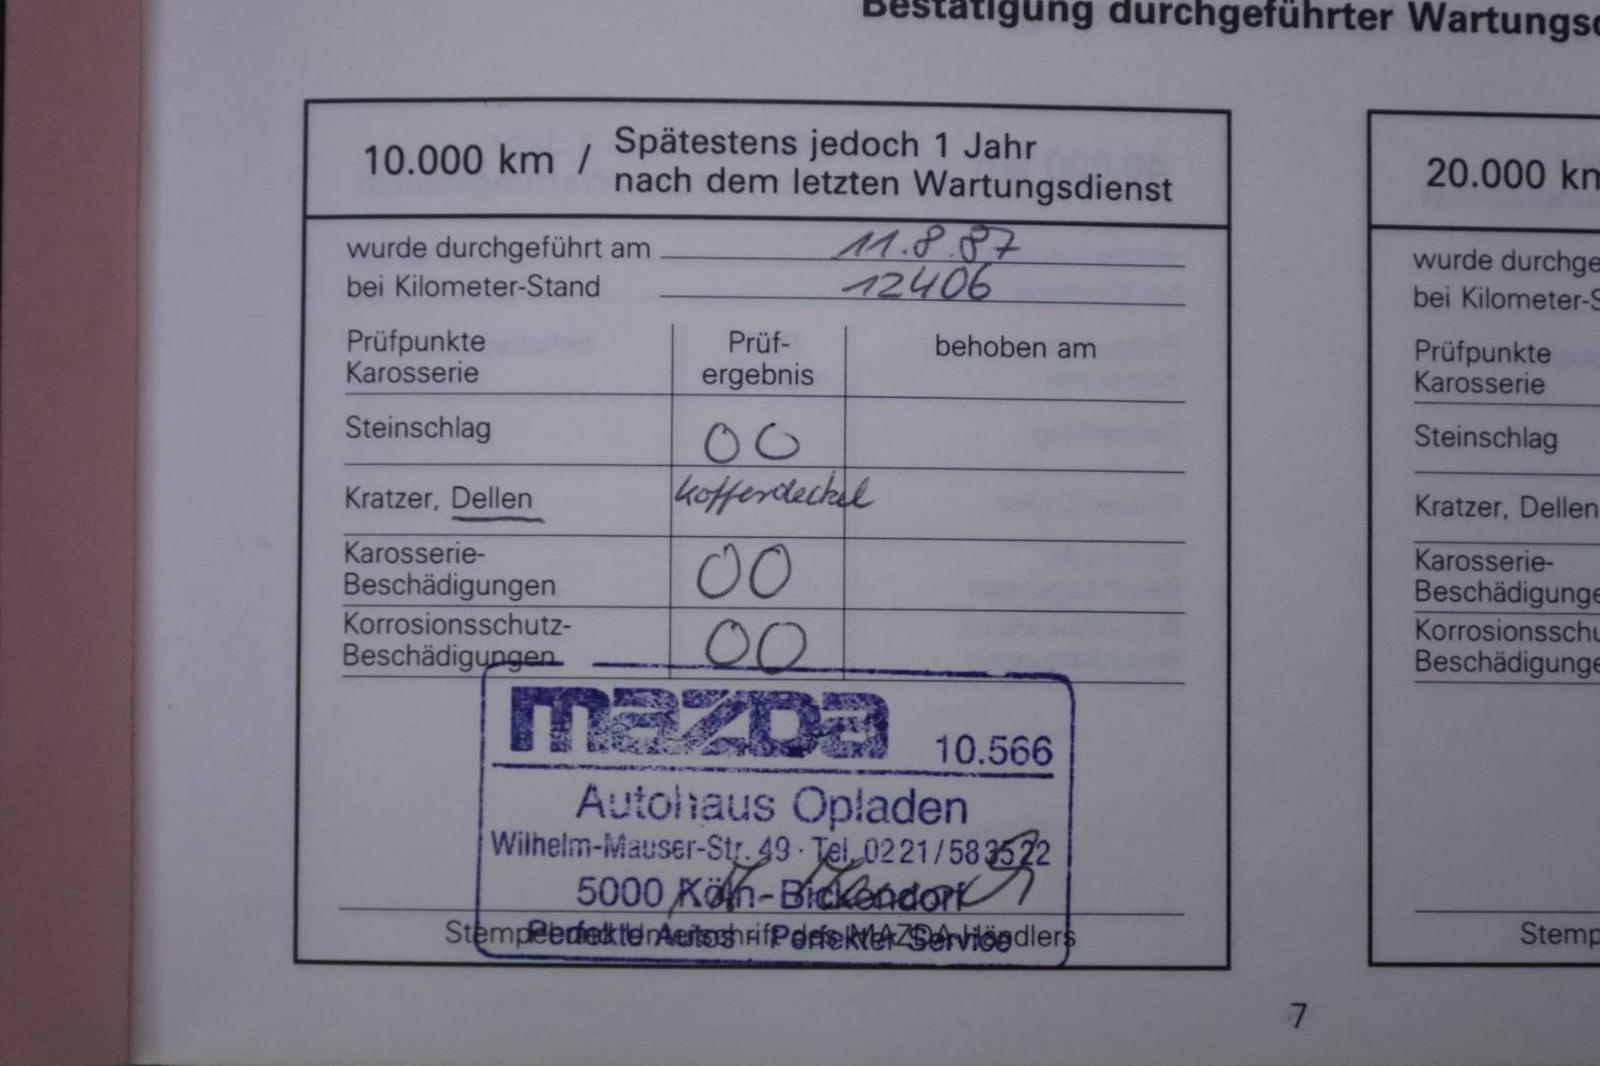 Bestätigung durchgeführter Wartungsd
10.000 km / Spätestens jedoch 1 Jahr
nach dem letzten Wartungsdienst
wurde durchgeführt am 11.8.87
bei Kilometer-Stand 12406
Prüfpunkte
Karosserie
Prüf-
ergebnis
behoben am
Steinschlag OO
Kratzer, Dellen Kofferdeckel
Karosserie-
Beschädigungen OO
Korrosionsschutz-
Beschädigungen OO
mazda 10.566
Autohaus Opladen
Wilhelm-Mauser-Str. 49 · Tel. 0221/583522
5000 Köln-Bickendorf
Perfekte Autos - Perfekter Service
Stempel und Unterschrift des MAZDA-Händlers
20.000 km
wurde durchge
bei Kilometer-S
Prüfpunkte
Karosserie
Steinschlag
Kratzer, Dellen
Karosserie-
Beschädigunge
Korrosionsschu
Beschädigunge
Stemp
7